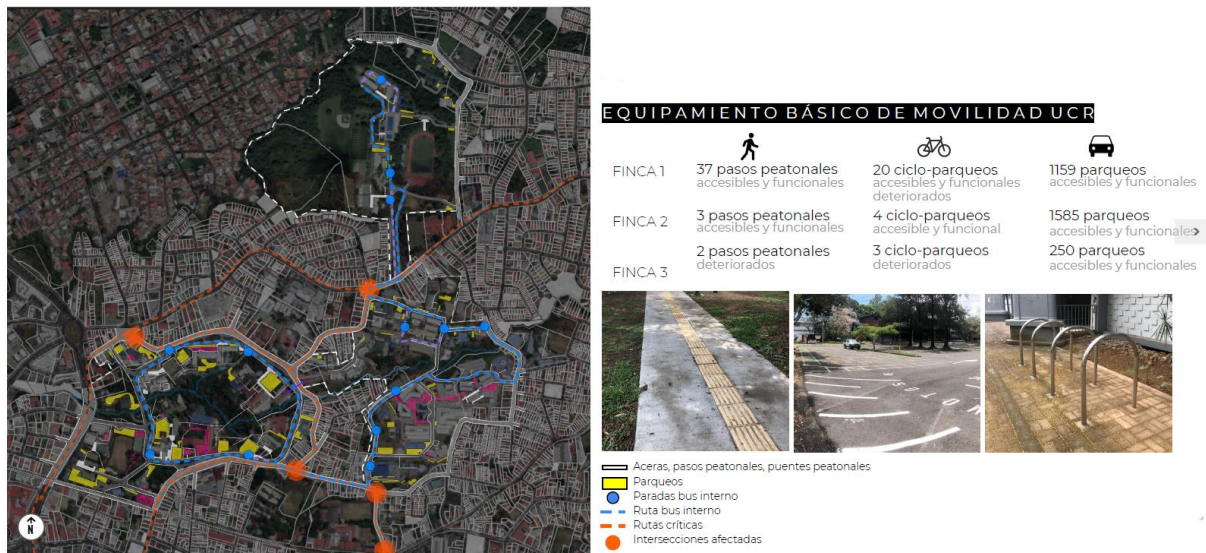 EQUIPAMIENTO BÁSICO DE MOVILIDAD UCR
FINCA 1
37 pasos peatonales
accesibles y funcionales
20 ciclo-parqueos
accesibles y funcionales
deteriorados
1159 parqueos
accesibles y funcionales
FINCA 2
3 pasos peatonales
accesibles y funcionales
4 ciclo-parqueos
accesible y funcional
1585 parqueos
accesibles y funcionales
FINCA 3
2 pasos peatonales
deteriorados
3 ciclo-parqueos
deteriorados
250 parqueos
accesibles y funcionales
Aceras, pasos peatonales, puentes peatonales
Parqueos
Paradas bus interno
Ruta bus interno
Rutas críticas
Intersecciones afectadas
N